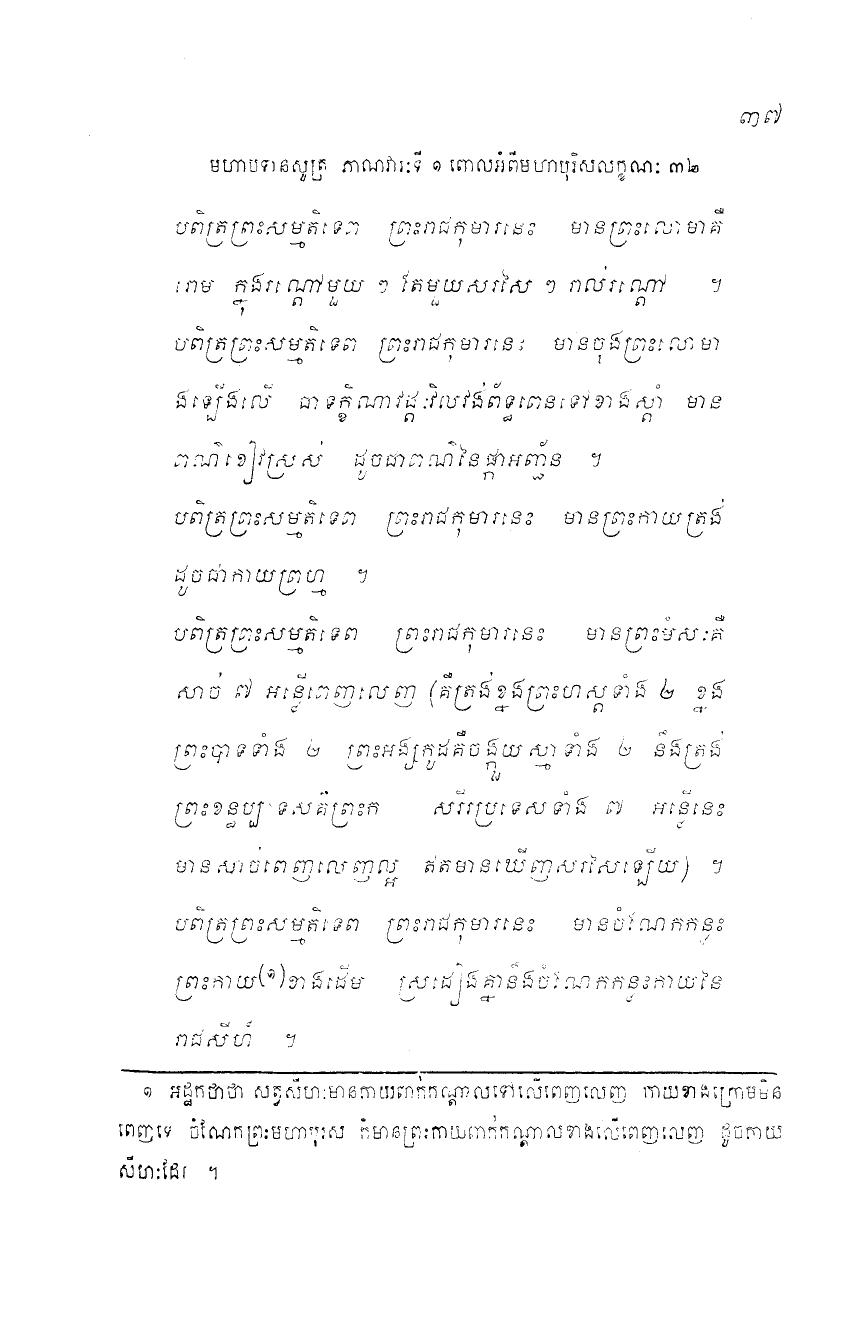 ៣៧
មហាបទានសូត្រ ភាណវារៈទី ១ ពោលអំពីមហាបុរិសលក្ខណៈ ៣២
បពិត្រព្រះសម្មតិទេព ព្រះរាជកុមារនេះ មានព្រះលោមាគឺ
រោម ក្នុងរណ្តៅមួយ ៗ តែមួយសរសៃ ៗ រាល់រណ្តៅ ។
បពិត្រព្រះសម្មតិទេព ព្រះរាជកុមារនេះ មានចុងព្រះលោមា
ងើឡើងលើ ជាទក្ខិណាវដ្តៈវិលវង់ព័ទ្ធពេនទៅខាងស្តាំ មាន
ពណ៌ខៀវស្រស់ ដូចជាពណ៌នៃផ្កាអញ្ជ័ន ។
បពិត្រព្រះសម្មតិទេព ព្រះរាជកុមារនេះ មានព្រះកាយត្រង់
ដូចជាកាយព្រហ្ម ។
បពិត្រព្រះសម្មតិទេព ព្រះរាជកុមារនេះ មានព្រះមំសៈគឺ
សាច់ ៧ អន្លើពេញលេញ (គឺត្រង់ខ្នងព្រះហស្តទាំង ២ ខ្នង
ព្រះបាទទាំង ២ ព្រះអង្សកូដគឺចង្កួយស្មាទាំង ២ និងត្រង់
ព្រះខន្ធប្បទេសគឺព្រះក សរីរប្រទេសទាំង ៧ អន្លើនេះ
មានសាច់ពេញលេញល្អ ឥតមានឃើញសរសៃឡើយ) ។
បពិត្រព្រះសម្មតិទេព ព្រះរាជកុមារនេះ មានចំណែកកន្លះ
ព្រះកាយ(១)ខាងដើម ស្រដៀងគ្នានឹងចំណែកកន្លះកាយនៃ
រាជសីហ៍ ។
១ អដ្ឋកថាថា សត្វសីហៈមានកាយពាក់កណ្តាលទៅលើពេញលេញ កាយខាងក្រោមមិន
ពេញទេ ចំណែកព្រះមហាបុរស ក៏មានព្រះកាយពាក់កណ្តាលខាងលើពេញលេញ ដូចកាយ
សីហៈដែរ ។